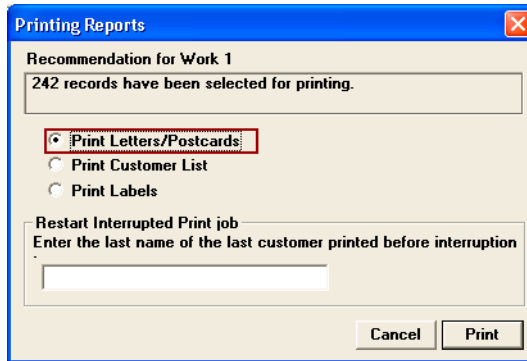 Printing Reports
Recommendation for Work 1
242 records have been selected for printing.
Print Letters/Postcards
Print Customer List
Print Labels
Restart Interrupted Print job
Enter the last name of the last customer printed before interruption
Cancel Print